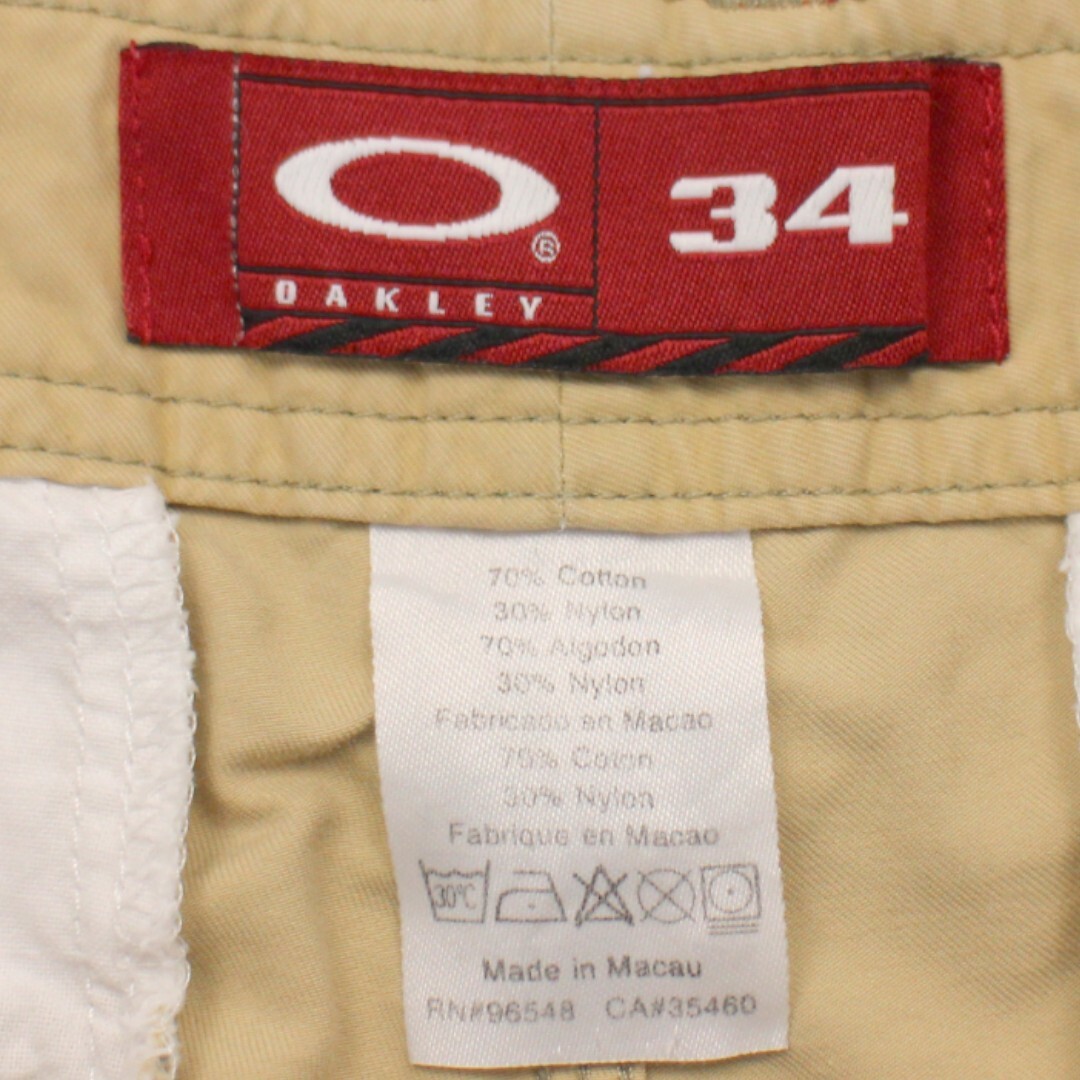 ®
OAKLEY
34
70% Cotton
30% Nylon
70% Algodon
30% Nylon
Fabricado en Macao
70% Coton
30% Nylon
Fabrique en Macao
30°C
Made in Macau
RN#96548 CA#35460